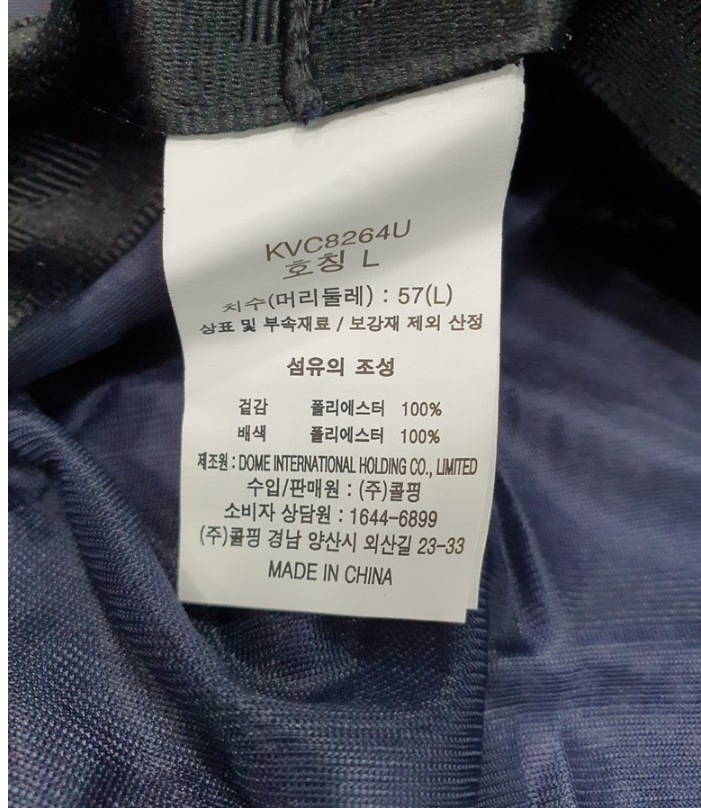 KVC8264U
호칭 L
치수(머리둘레) : 57(L)
상표 및 부속재료 / 보강재 제외 산정
섬유의 조성
겉감 폴리에스터 100%
배색 폴리에스터 100%
제조원 : DOME INTERNATIONAL HOLDING CO., LIMITED
수입/판매원 : (주)콜핑
소비자 상담원 : 1644-6899
(주)콜핑 경남 양산시 외산길 23-33
MADE IN CHINA